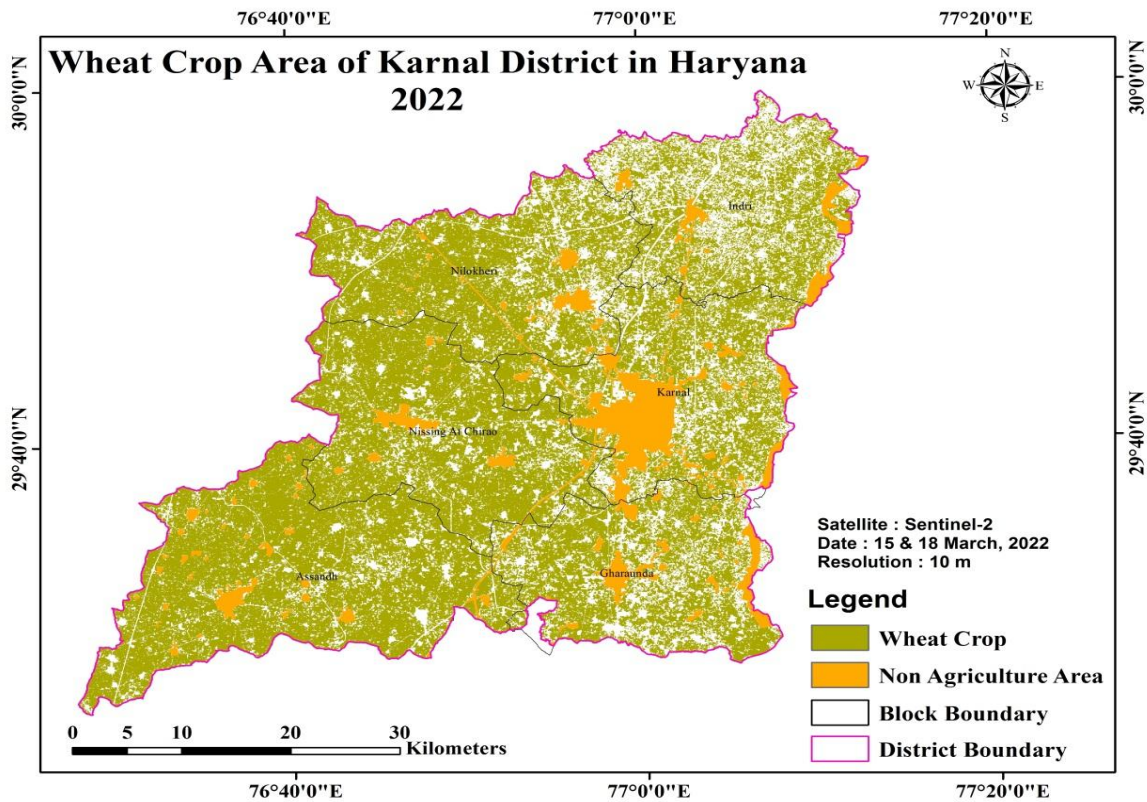 76°40'0"E
77°0'0"E
77°20'0"E
30°0'0"N
30°0'0"N
Wheat Crop Area of Karnal District in Haryana
2022
N
W
E
S
Indri
Nilokheri
Karnal
Nissing Ai Chirao
29°40'0"N
29°40'0"N
Assandh
Gharaunda
Satellite : Sentinel-2
Date : 15 & 18 March, 2022
Resolution : 10 m
Legend
Wheat Crop
Non Agriculture Area
Block Boundary
District Boundary
0 5 10 20 30
Kilometers
76°40'0"E
77°0'0"E
77°20'0"E